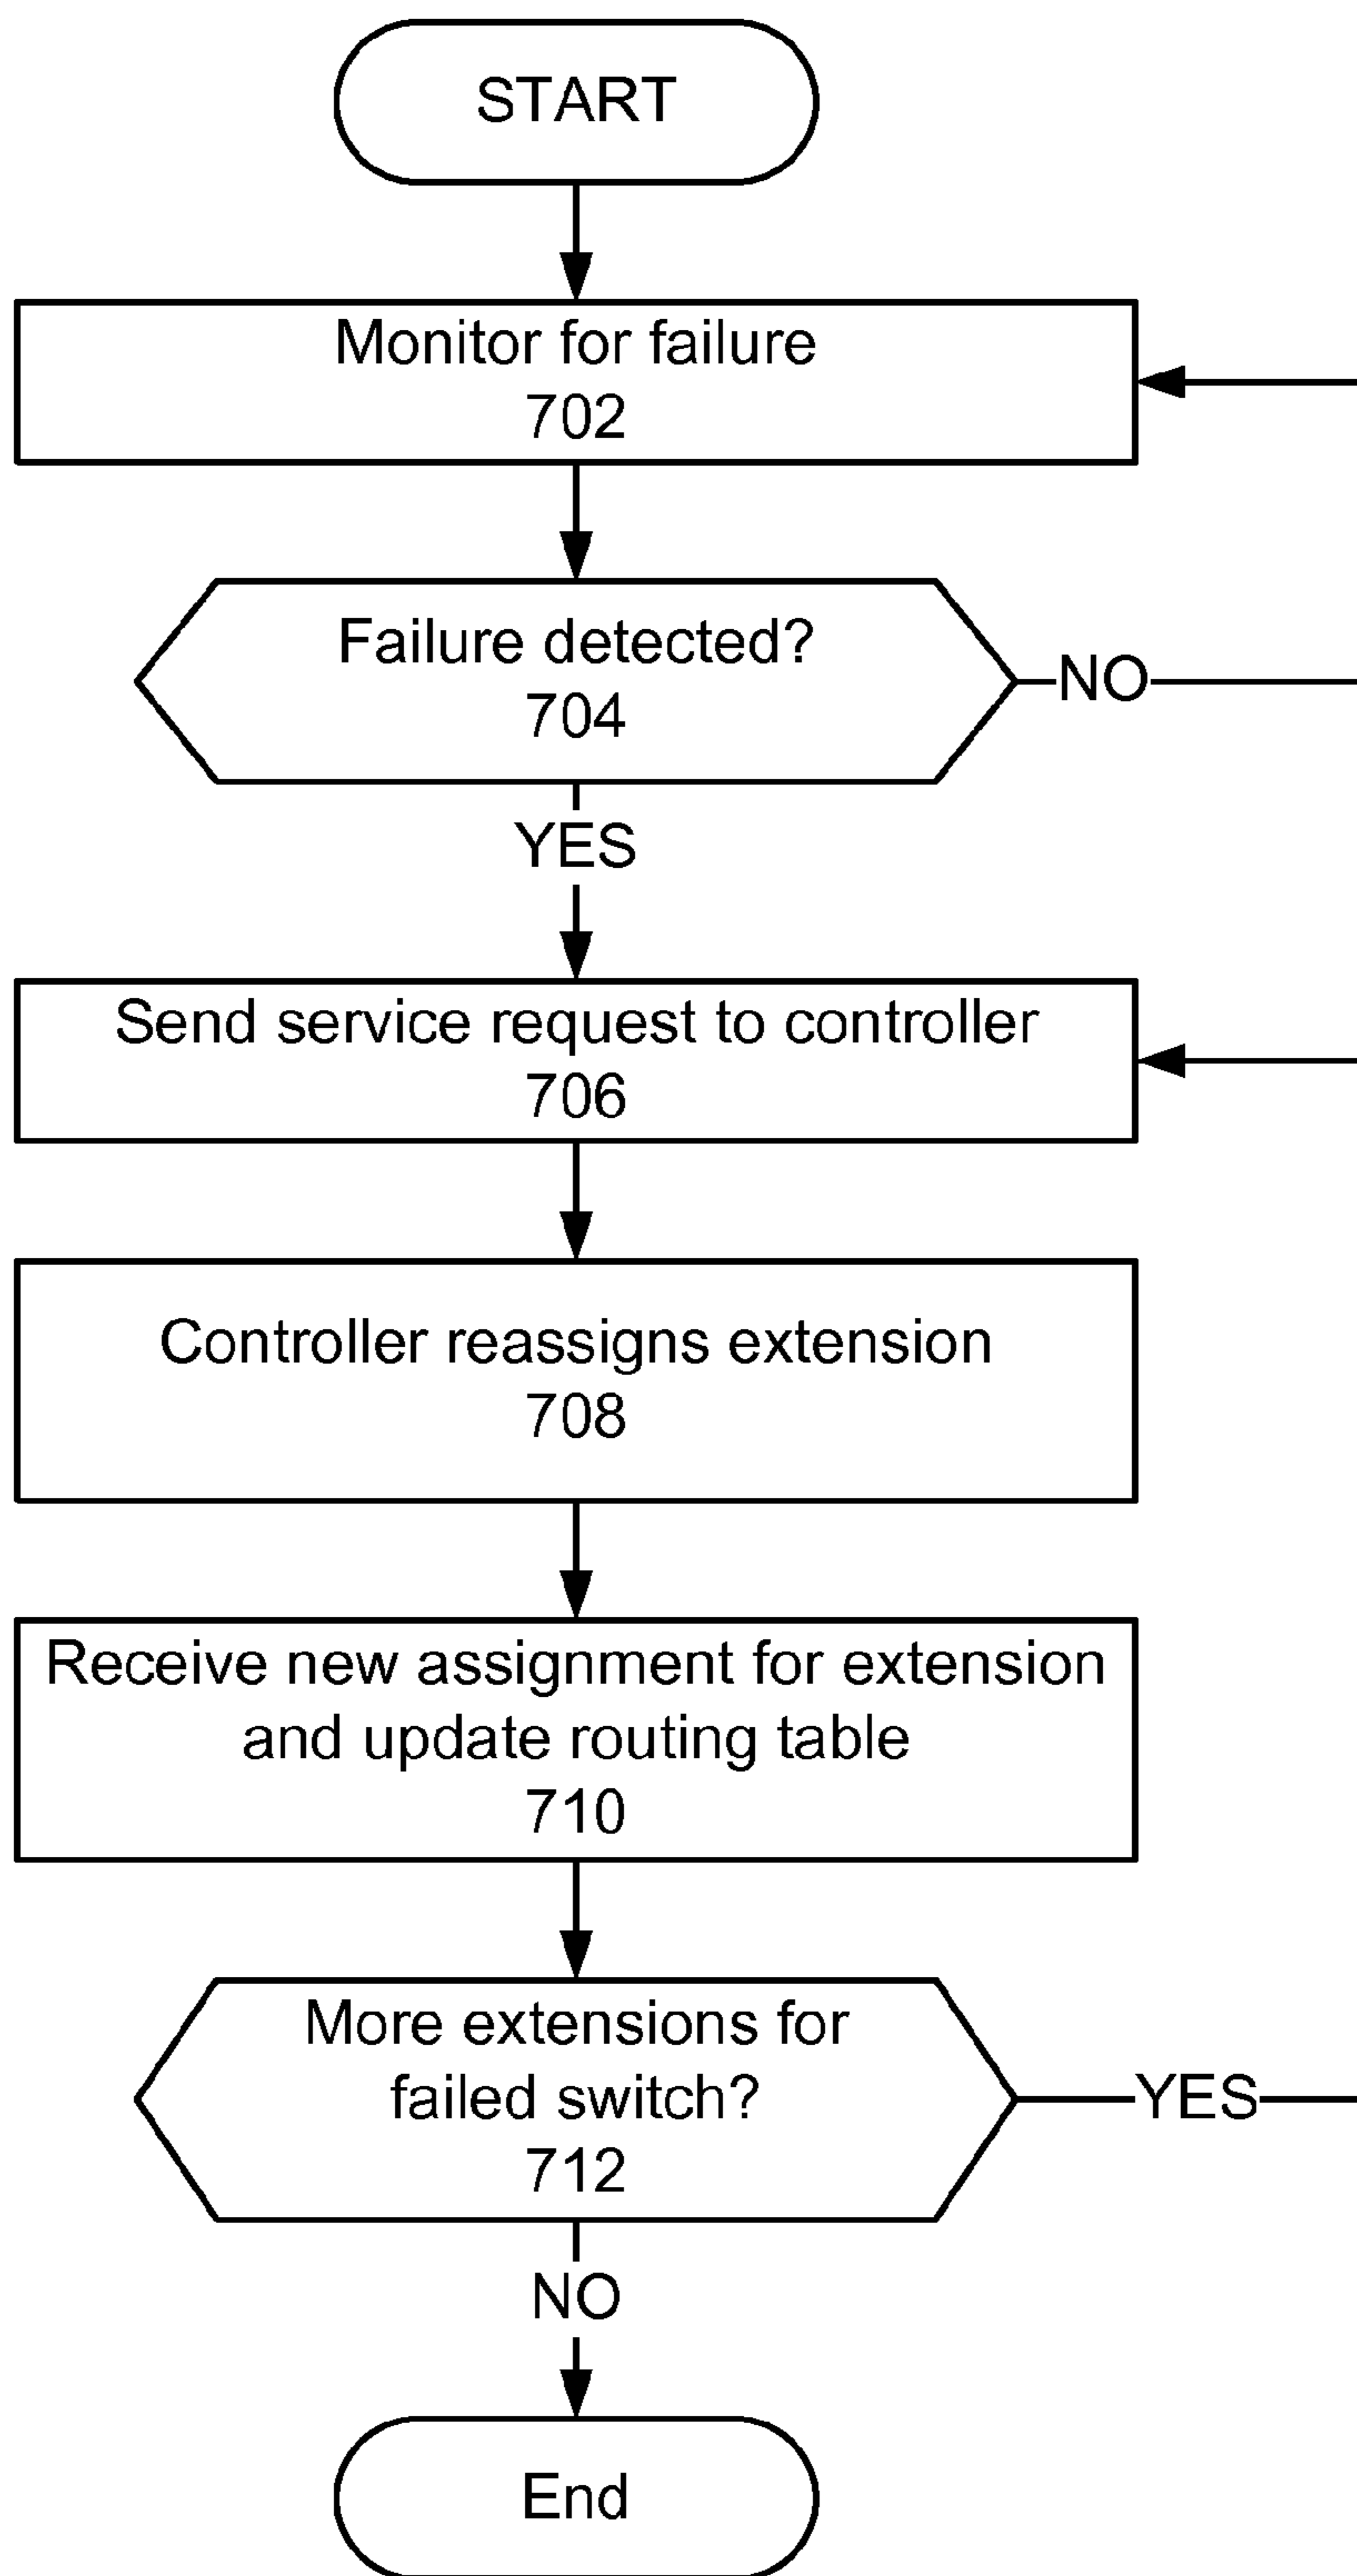 START
Monitor for failure
702
Failure detected?
704
NO
YES
Send service request to controller
706
Controller reassigns extension
708
Receive new assignment for extension
and update routing table
710
More extensions for
failed switch?
712
YES
NO
End